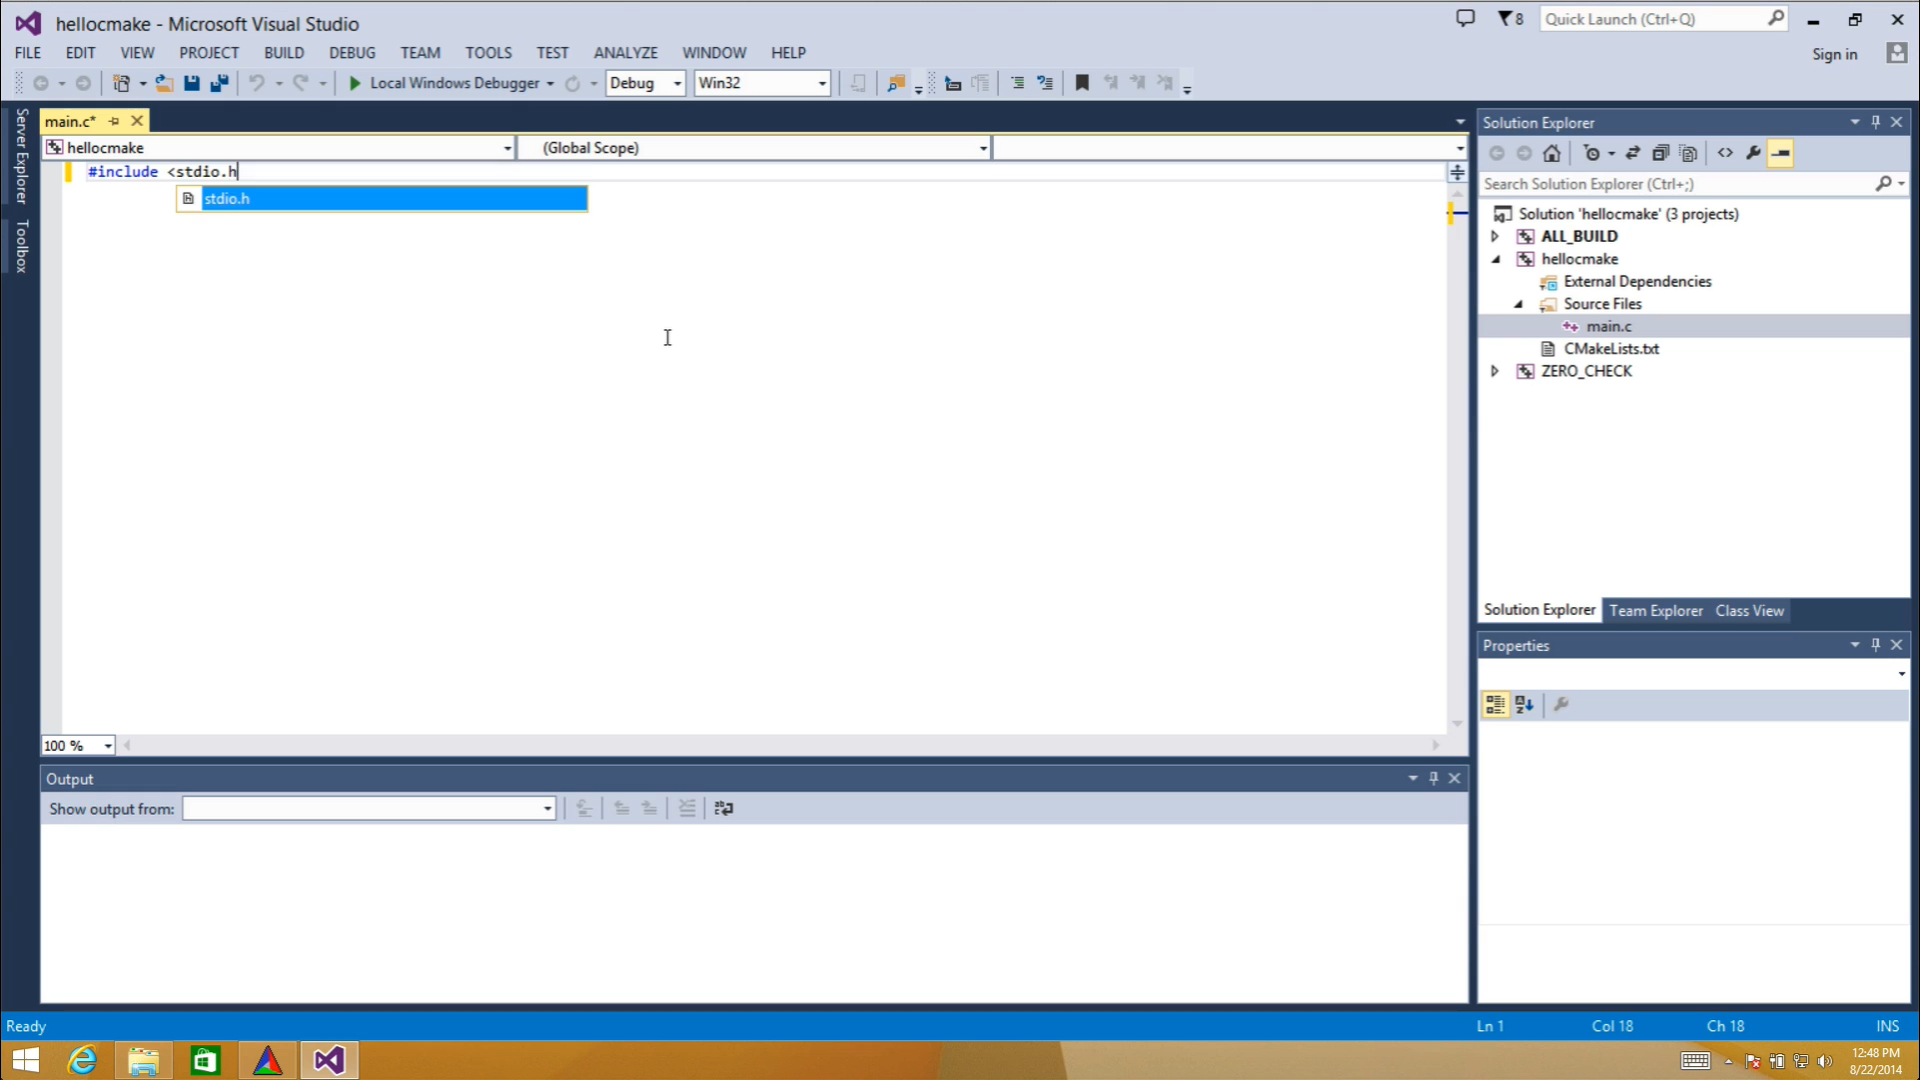 hellocmake - Microsoft Visual Studio
8
Quick Launch (Ctrl+Q)
FILE EDIT VIEW PROJECT BUILD DEBUG TEAM TOOLS TEST ANALYZE WINDOW HELP
Sign in
Local Windows Debugger
Debug
Win32
Server Explorer
Toolbox
main.c*
hellocmake
(Global Scope)
#include <stdio.h
stdio.h
100 %
Output
Show output from:
Solution Explorer
Search Solution Explorer (Ctrl+;)
Solution 'hellocmake' (3 projects)
ALL_BUILD
hellocmake
External Dependencies
Source Files
main.c
CMakeLists.txt
ZERO_CHECK
Solution Explorer Team Explorer Class View
Properties
Ready
Ln 1
Col 18
Ch 18
INS
12:48 PM
8/22/2014